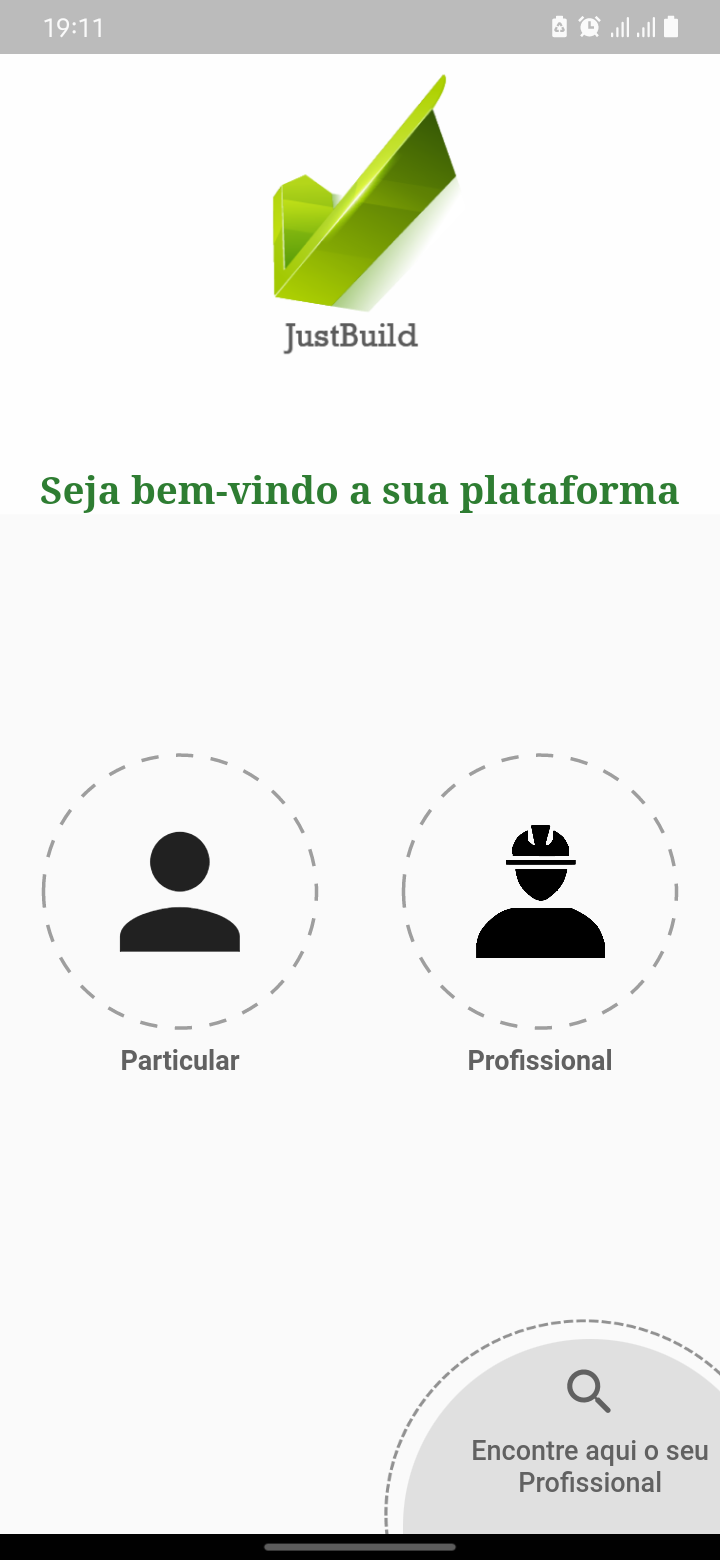 19:11
JustBuild
Seja bem-vindo a sua plataforma
Particular
Profissional
Encontre aqui o seu
Profissional